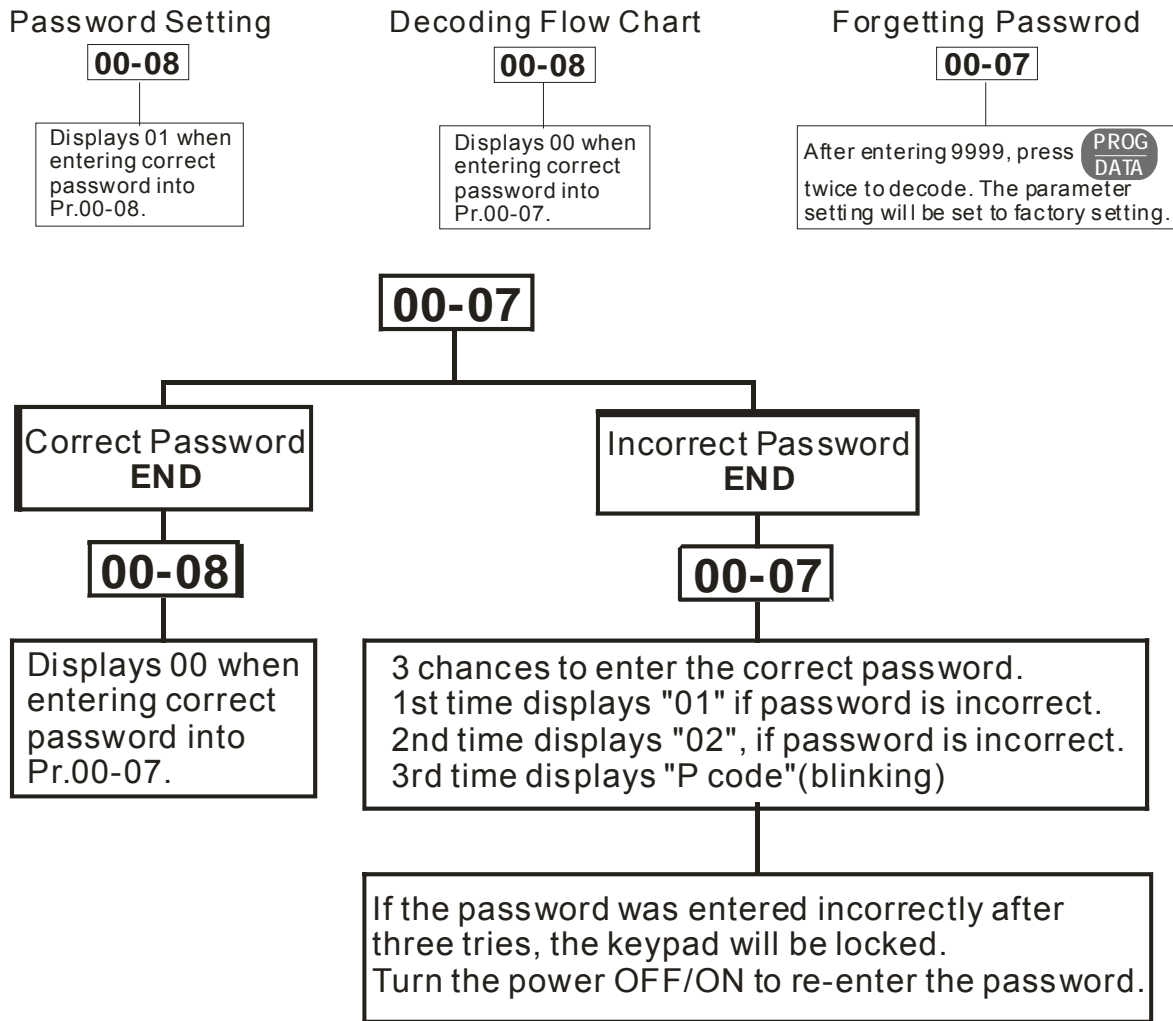 Password Setting
00-08
Displays 01 when
entering correct
password into
Pr.00-08.
Decoding Flow Chart
00-08
Displays 00 when
entering correct
password into
Pr.00-07.
Forgetting Passwrod
00-07
After entering 9999, press PROG
DATA
twice to decode. The parameter
setting will be set to factory setting.
00-07
Correct Password
END
00-08
Displays 00 when
entering correct
password into
Pr.00-07.
Incorrect Password
END
00-07
3 chances to enter the correct password.
1st time displays "01" if password is incorrect.
2nd time displays "02", if password is incorrect.
3rd time displays "P code"(blinking)
If the password was entered incorrectly after
three tries, the keypad will be locked.
Turn the power OFF/ON to re-enter the password.